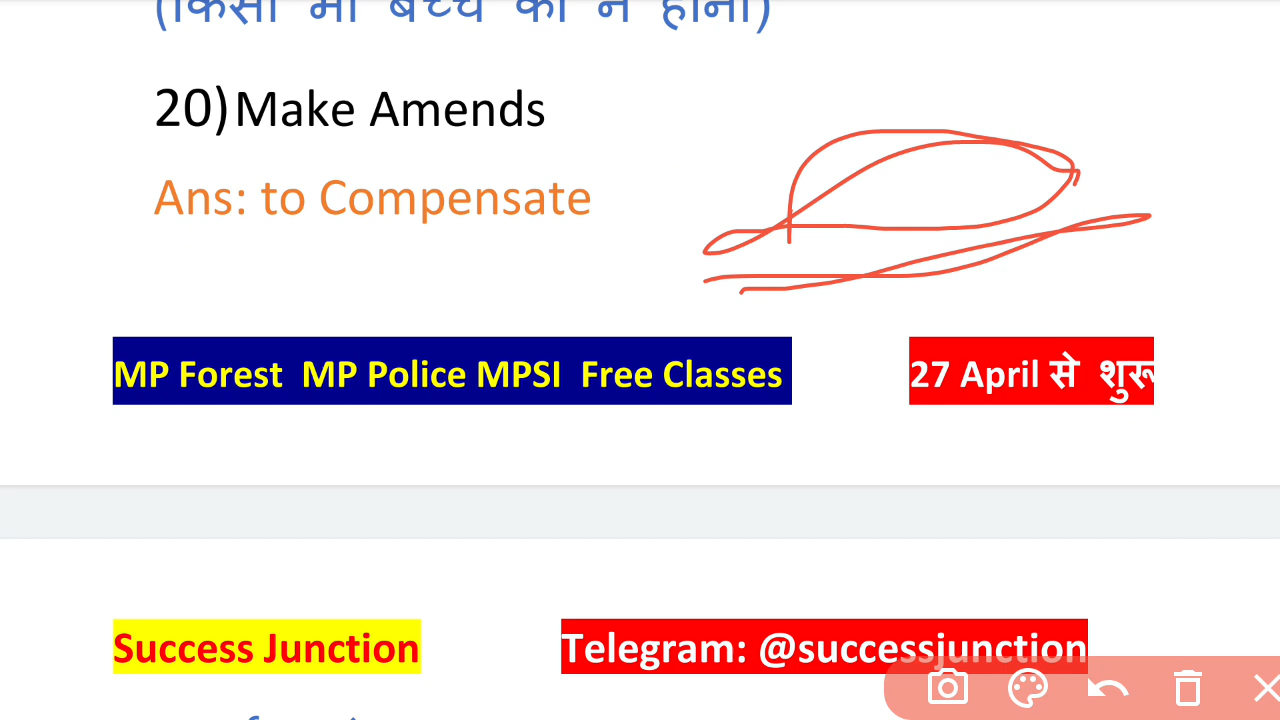 (किसी भी बच्चे का न होना)
20) Make Amends
Ans: to Compensate
MP Forest MP Police MPSI Free Classes 27 April से शुरू
Success Junction Telegram: @successjunction